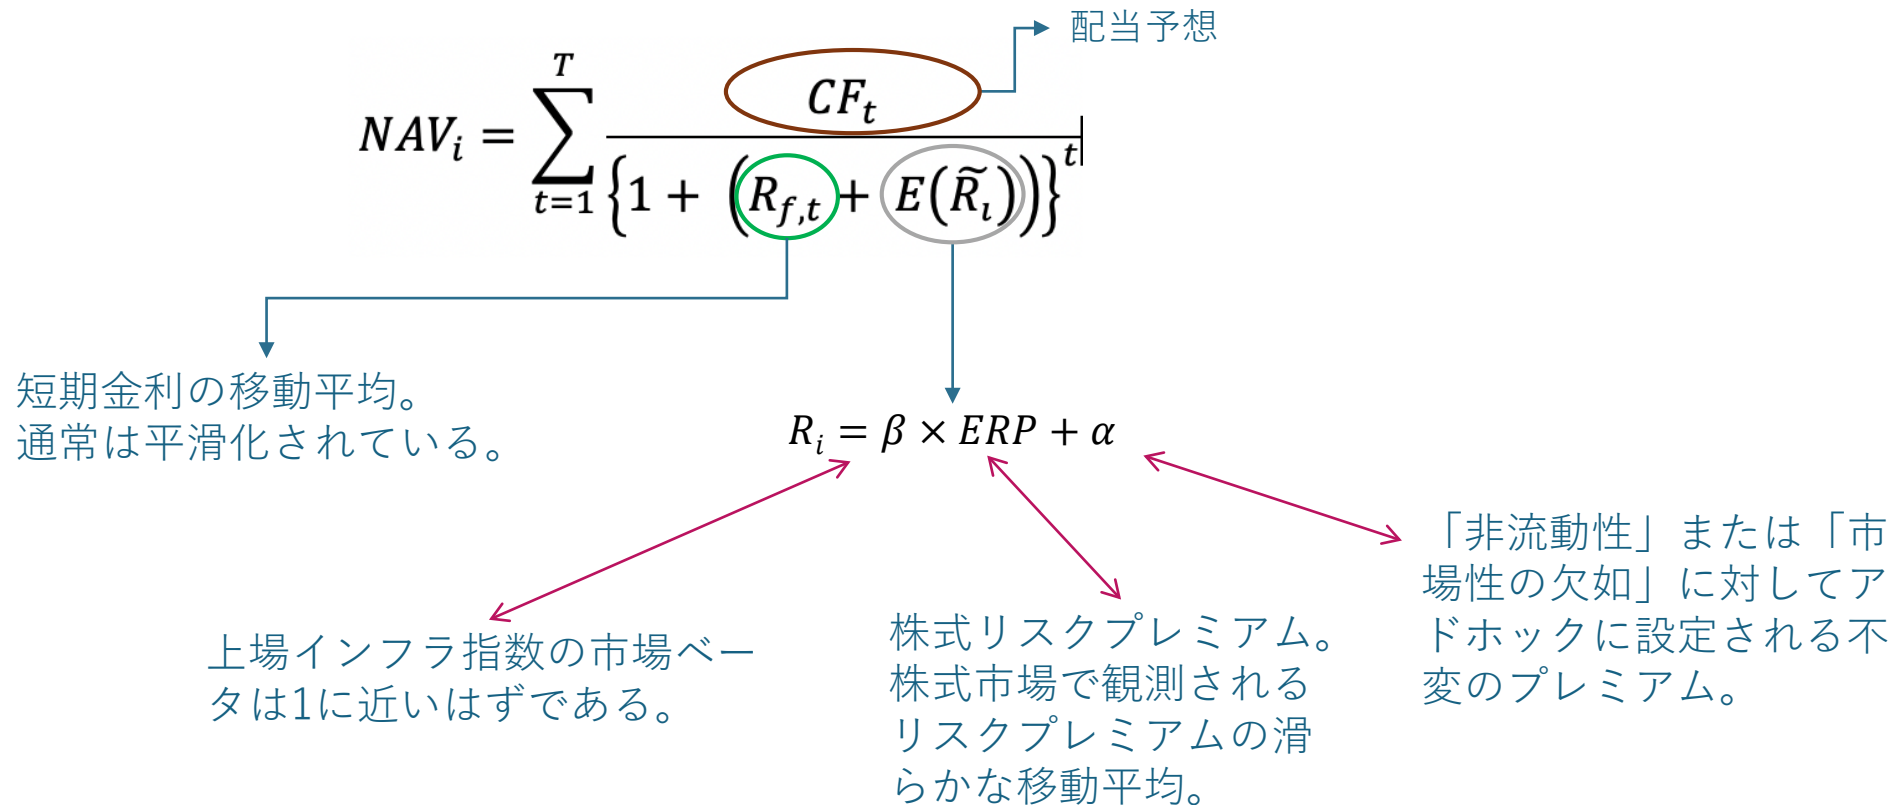 配当予想
NAV_i = \sum_{t=1}^{T} \frac{CF_t}{\{1 + (R_{f,t} + E(\widetilde{R}_ι))\}^t}
短期金利の移動平均。
通常は平滑化されている。
R_i = β × ERP + α
「非流動性」または「市
場性の欠如」に対してア
ドホックに設定される不
変のプレミアム。
上場インフラ指数の市場ベー
タは1に近いはずである。
株式リスクプレミアム。
株式市場で観測される
リスクプレミアムの滑
らかな移動平均。